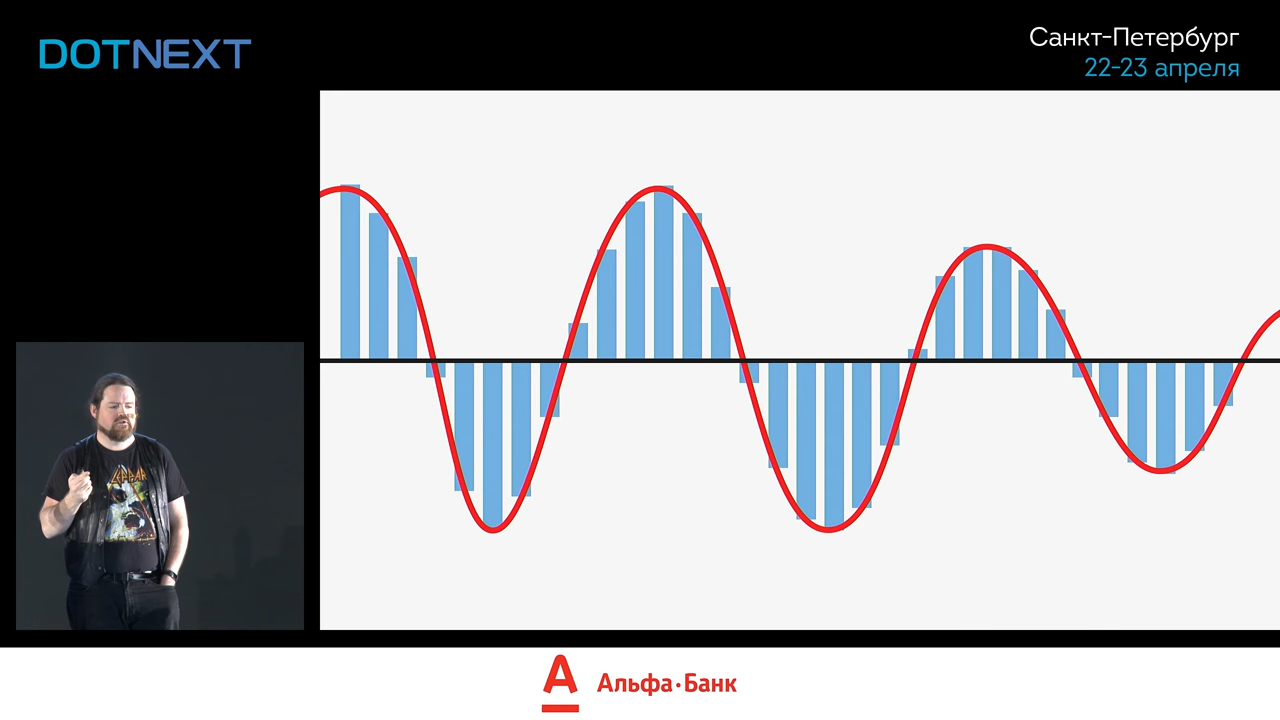 DOTNEXT
Санкт-Петербург
22-23 апреля
А
Альфа·Банк